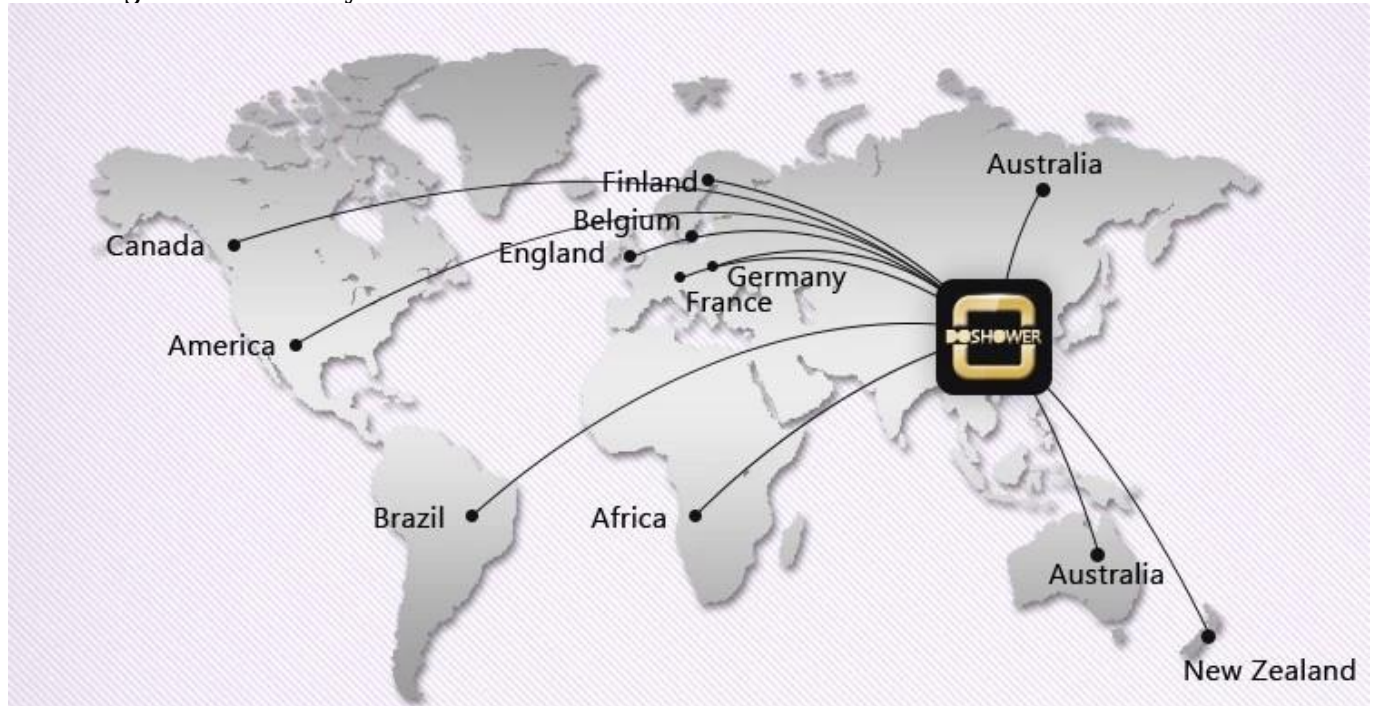 Australia
Finland
Belgium
Canada
England
Germany
France
America
DOSHOWER
Brazil
Africa
Australia
New Zealand